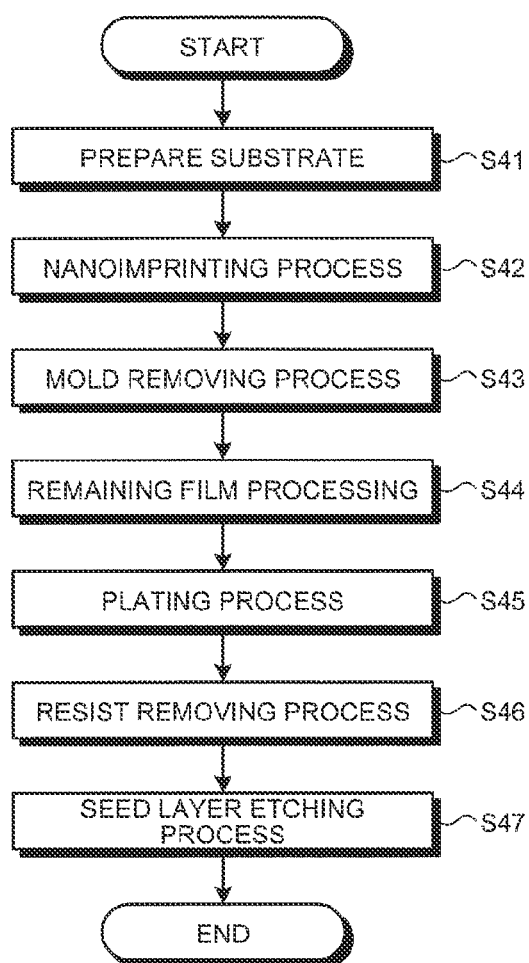 START
PREPARE SUBSTRATE
S41
NANOIMPRINTING PROCESS
S42
MOLD REMOVING PROCESS
S43
REMAINING FILM PROCESSING
S44
PLATING PROCESS
S45
RESIST REMOVING PROCESS
S46
SEED LAYER ETCHING
PROCESS
S47
END